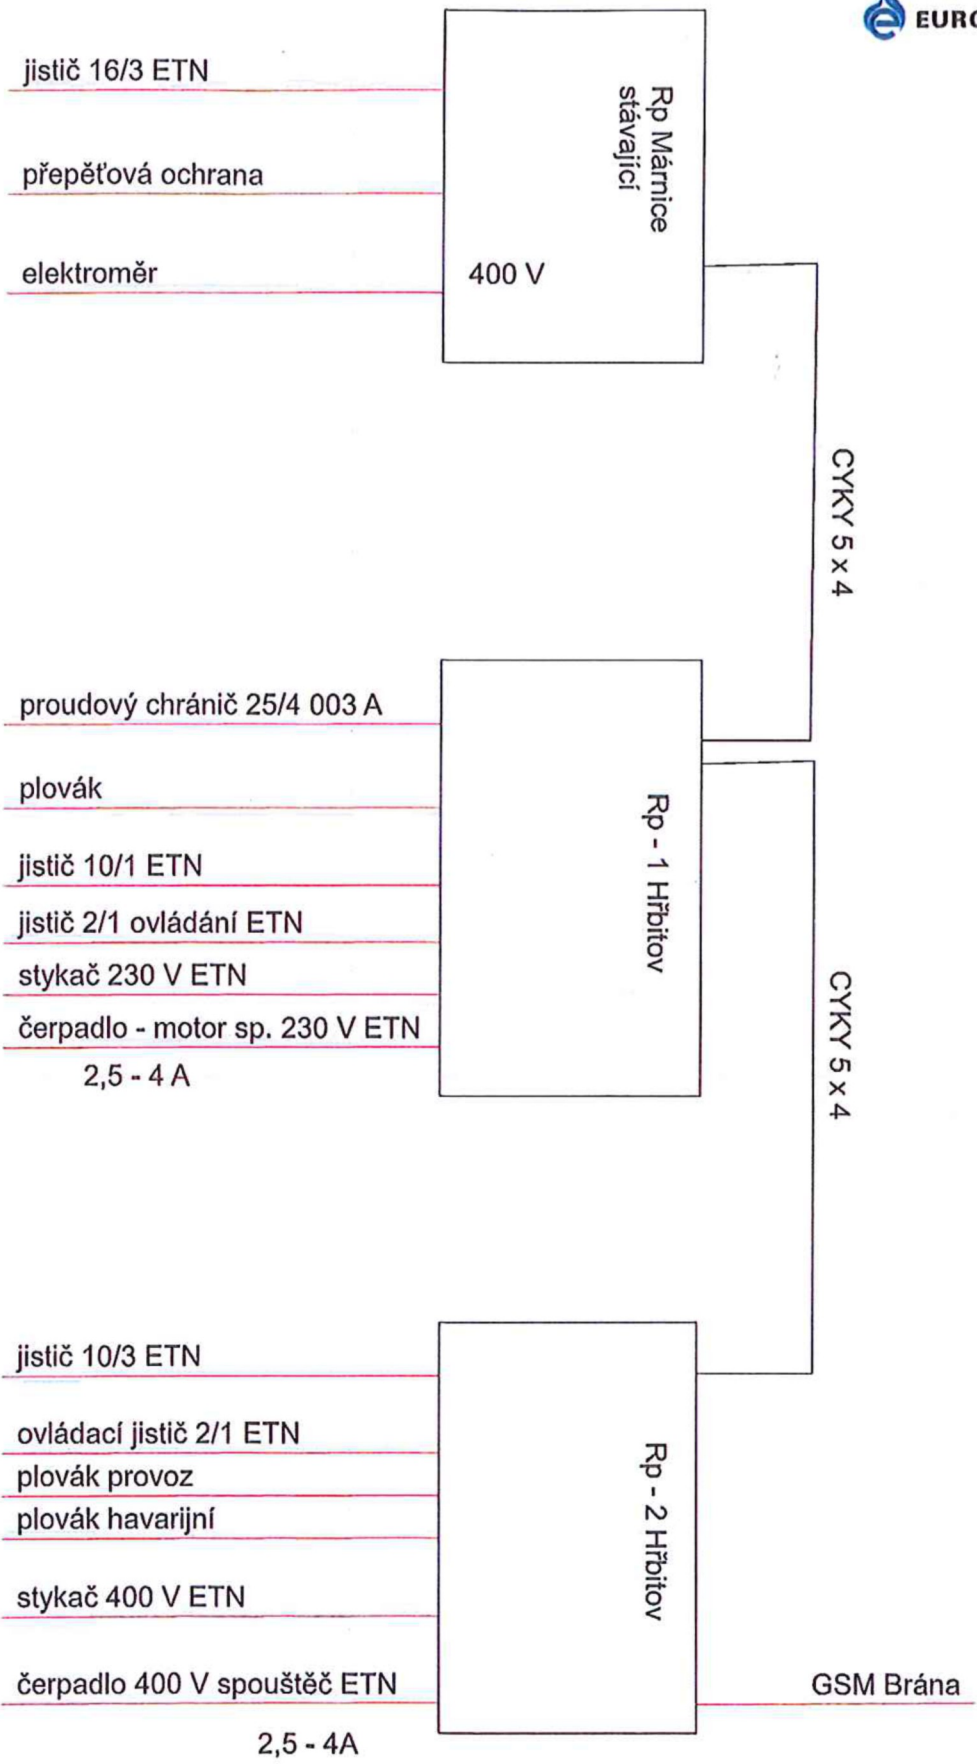 EURO
jistič 16/3 ETN
přepěťová ochrana
elektroměr
Rp Márnice
stávající
400 V
CYKY 5 x 4
proudový chránič 25/4 003 A
plovák
jistič 10/1 ETN
jistič 2/1 ovládání ETN
stykač 230 V ETN
čerpadlo - motor sp. 230 V ETN
2,5 - 4 A
Rp - 1 Hřbitov
CYKY 5 x 4
jistič 10/3 ETN
ovládací jistič 2/1 ETN
plovák provoz
plovák havarijní
stykač 400 V ETN
čerpadlo 400 V spouštěč ETN
2,5 - 4A
Rp - 2 Hřbitov
GSM Brána